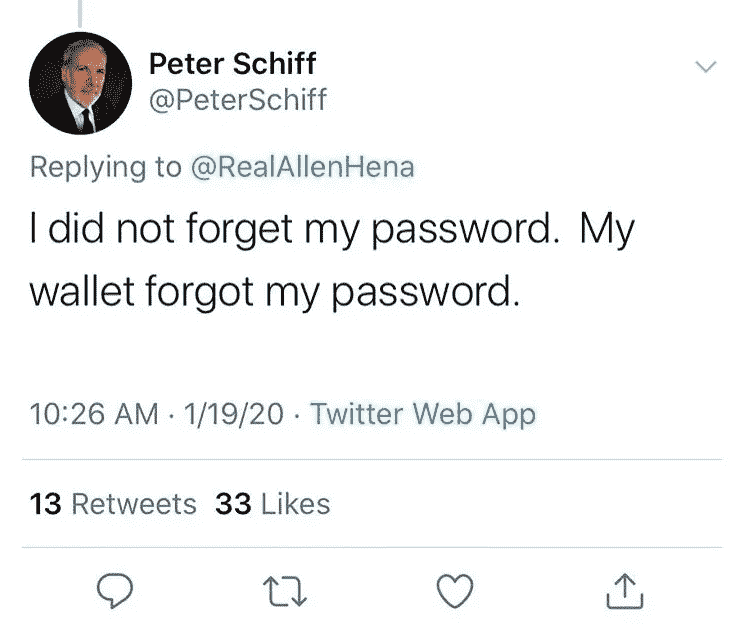 Peter Schiff
@PeterSchiff
Replying to @RealAllenHena
I did not forget my password.  My
wallet forgot my password.
10:26 AM · 1/19/20 · Twitter Web App
13 Retweets  33 Likes